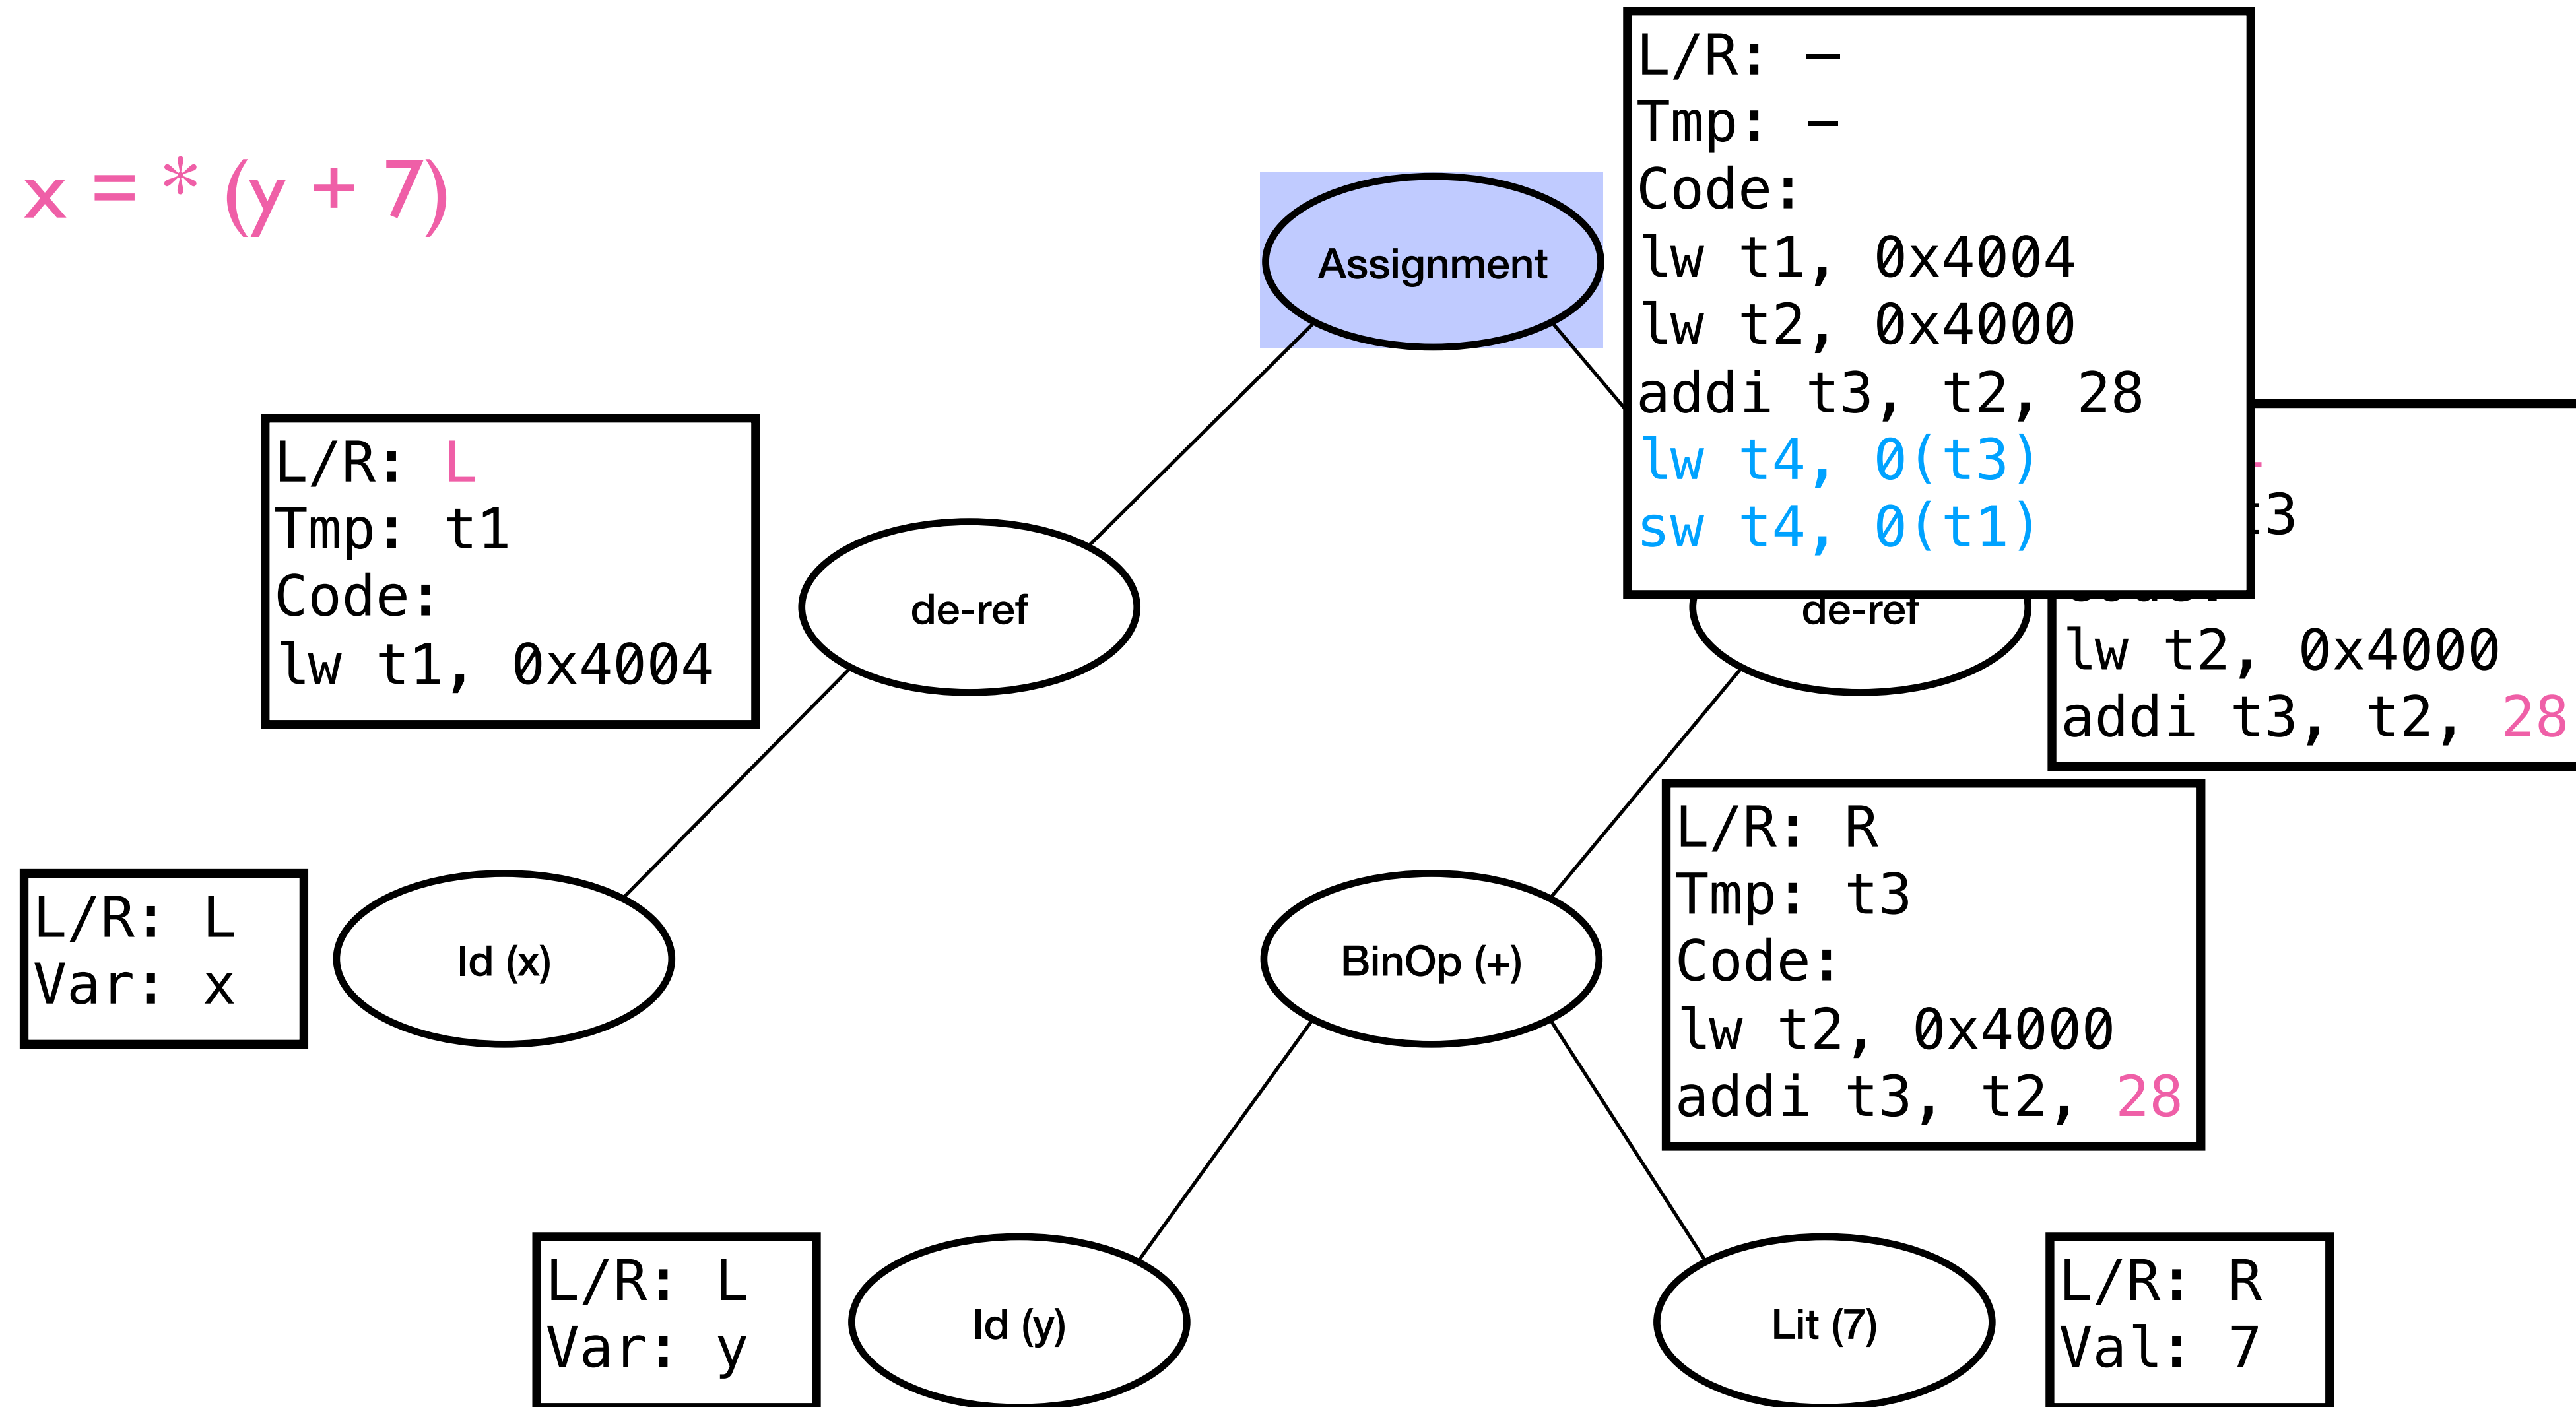 x = * (y + 7)
L/R: –
Tmp: –
Code:
lw t1, 0x4004
lw t2, 0x4000
addi t3, t2, 28
lw t4, 0(t3)
sw t4, 0(t1)
Assignment
L/R: L
Tmp: t1
Code:
lw t1, 0x4004
de-ref
de-ref
t3
lw t2, 0x4000
addi t3, t2, 28
L/R: L
Var: x
Id (x)
BinOp (+)
L/R: R
Tmp: t3
Code:
lw t2, 0x4000
addi t3, t2, 28
L/R: L
Var: y
Id (y)
Lit (7)
L/R: R
Val: 7